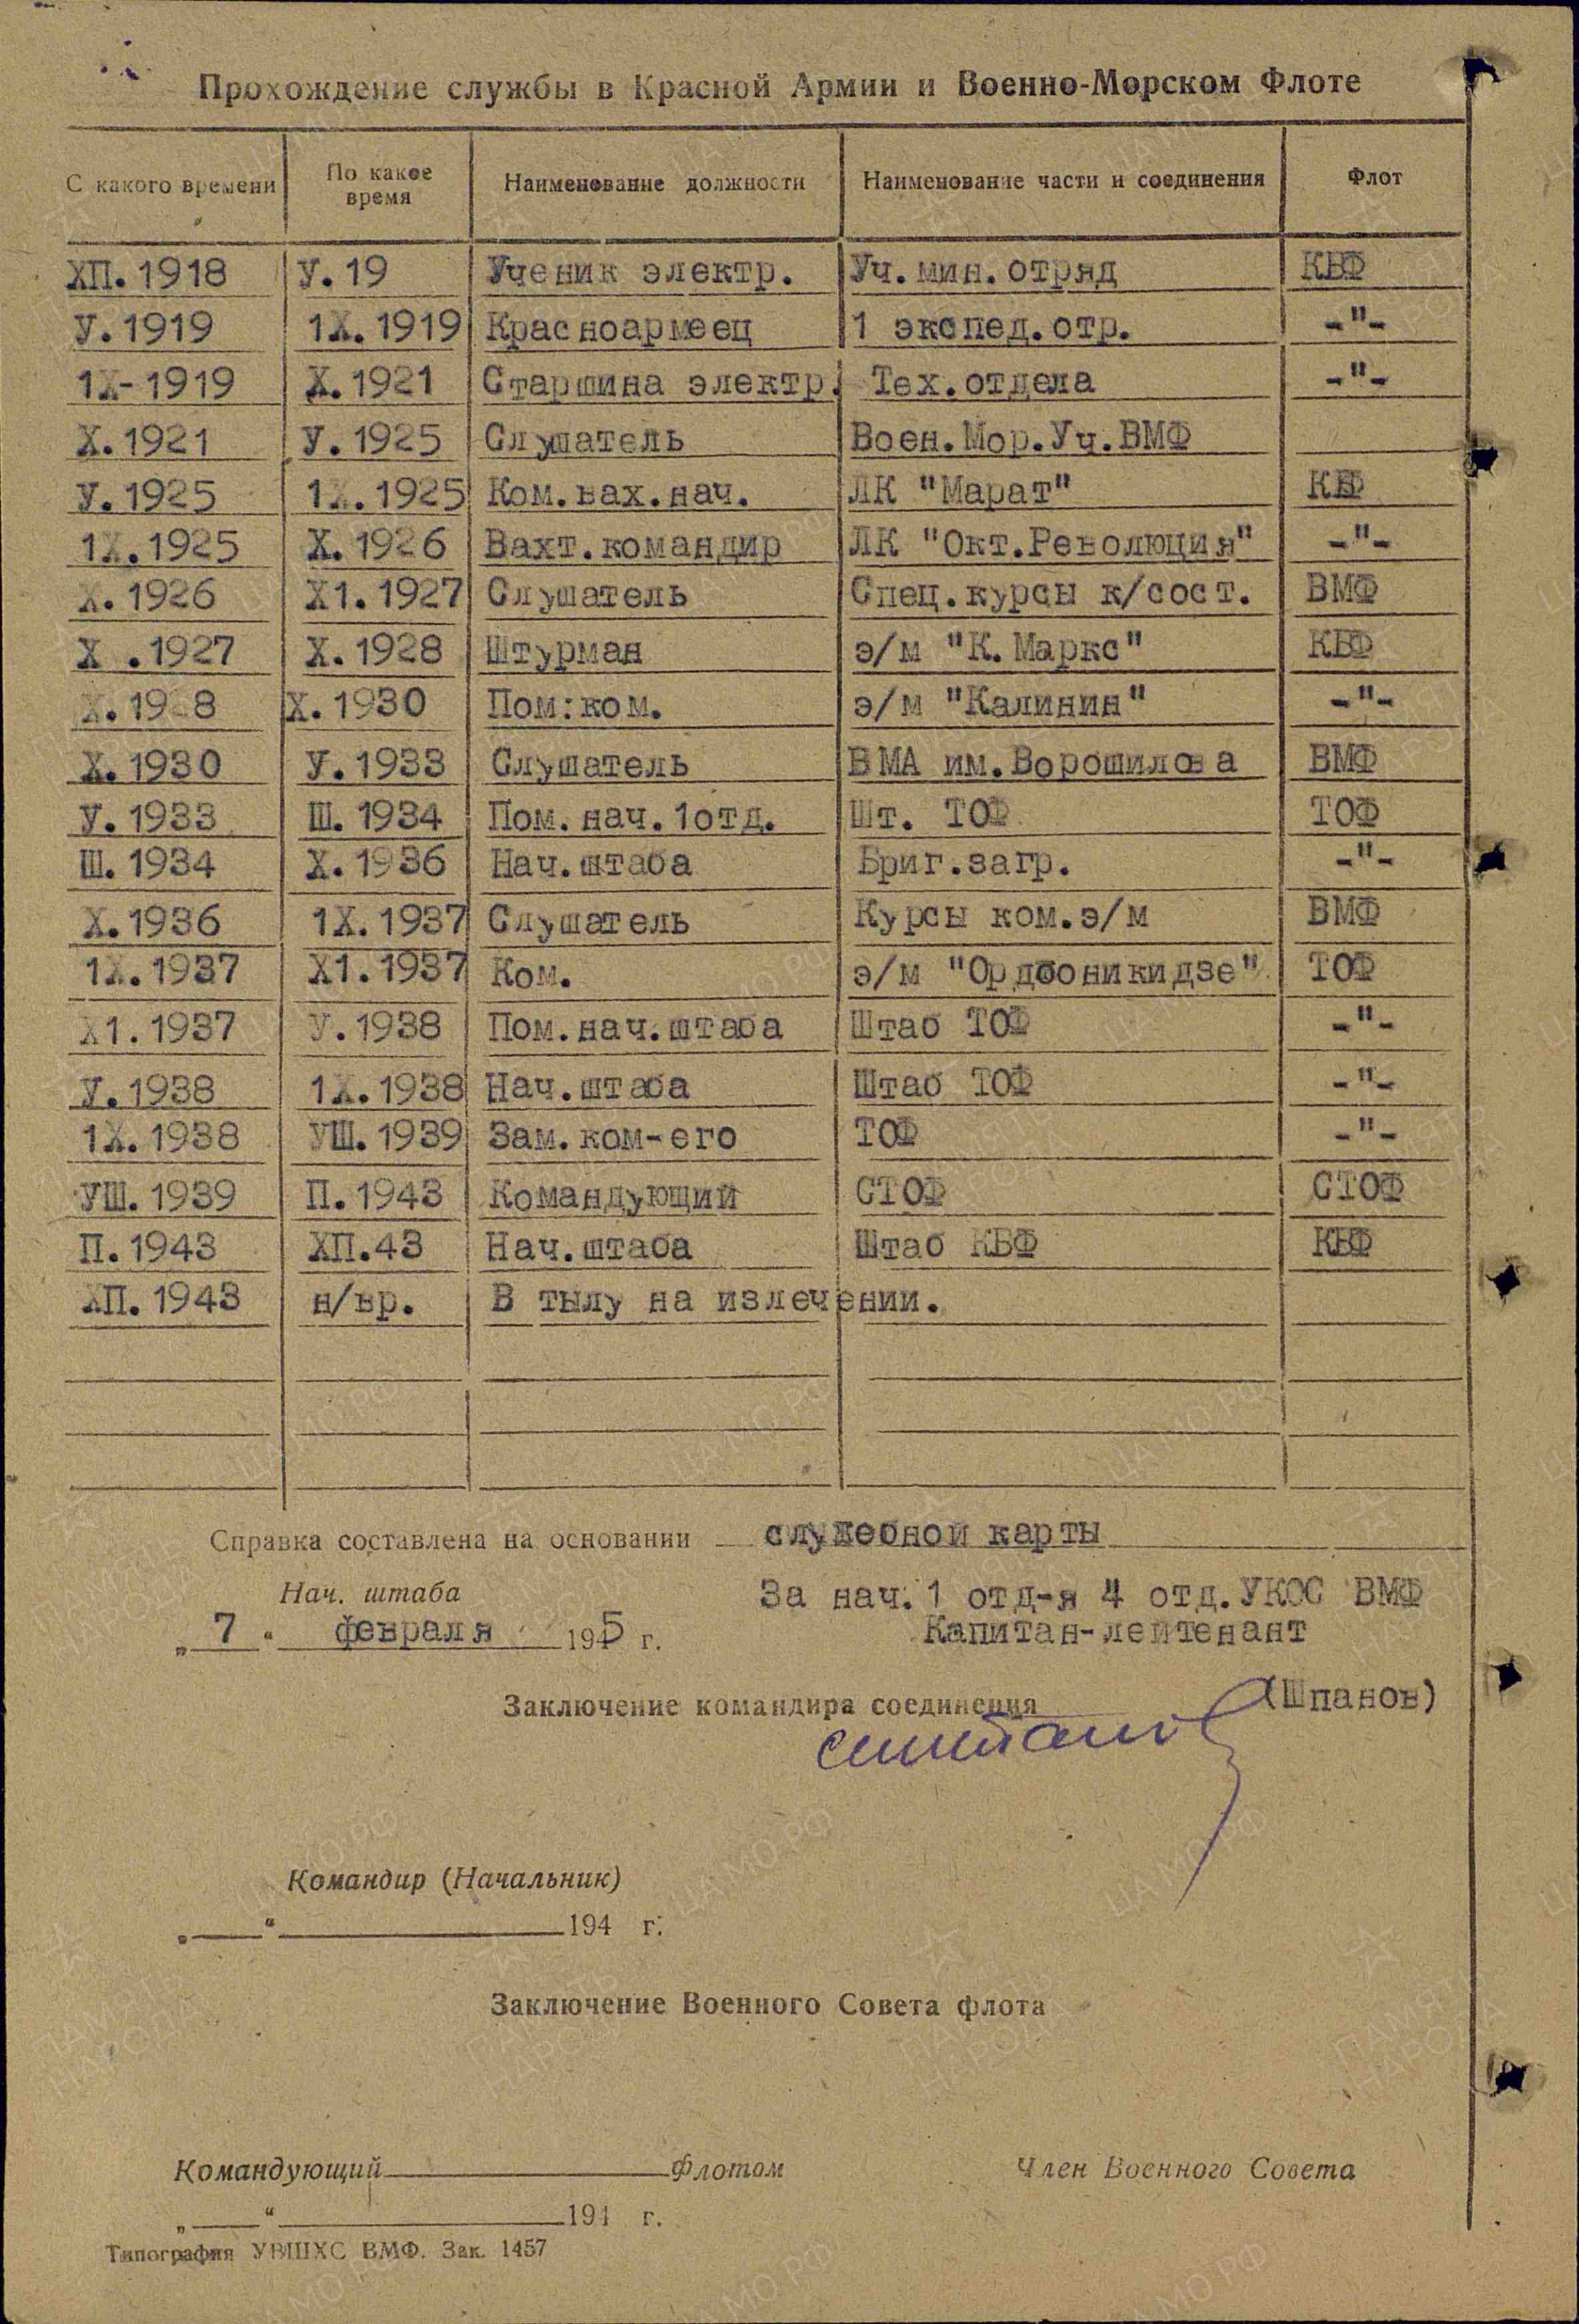 Прохождение службы в Красной Армии и Военно-Морском Флоте
С какого времени По какое время Наименование должности Наименование части и соединения Флот
ХП.1918 У.19 Ученик электр. Уч.мин.отряд КБФ
У.1919 1Х.1919 Красноармеец 1 экспед.отр. -"-
1Х-1919 Х.1921 Старшина электр. Тех.отдела -"-
Х.1921 У.1925 Слушатель Воен.Мор.Уч.ВМФ
У.1925 1Х.1925 Ком.вах.нач. ЛК "Марат" КБФ
1Х.1925 Х.1926 Вахт.командир ЛК "Окт.Революция" -"-
Х.1926 Х1.1927 Слушатель Спец.курсы к/сост. ВМФ
Х .1927 Х.1928 Штурман э/м "К.Маркс" КБФ
Х.1928 Х.1930 Пом:ком. э/м "Калинин" -"-
Х.1930 У.1933 Слушатель ВМА им.Ворошилова ВМФ
У.1933 Ш.1934 Пом.нач.1отд. Шт. ТОФ ТОФ
Ш.1934 Х.1936 Нач.штаба Бриг.загр. -"-
Х.1936 1Х.1937 Слушатель Курсы ком.э/м ВМФ
1Х.1937 Х1.1937 Ком. э/м "Ордбоникидзе" ТОФ
Х1.1937 У.1938 Пом.нач.штаба Штаб ТОФ -"-
У.1938 1Х.1938 Нач.штаба Штаб ТОФ -"-
1Х.1938 УШ.1939 Зам.ком-его ТОФ -"-
УШ.1939 П.1943 Командующий СТОФ СТОФ
П.1943 ХП.43 Нач.штаба Штаб КБФ КБФ
ХП.1943 н/вр. В тылу на излечении.
Справка составлена на основании служебной карты
Нач. штаба За нач.1 отд-я 4 отд.УКОС ВМФ
„7“ февраля 1945 г. Капитан-лейтенант
Заключение командира соединения (Шпанов)
Командир (Начальник)
„ “ 194 г.
Заключение Военного Совета флота
Командующий флотом Член Военного Совета
„ “ 194 г.
Типография УВШХС ВМФ. Зак. 1457